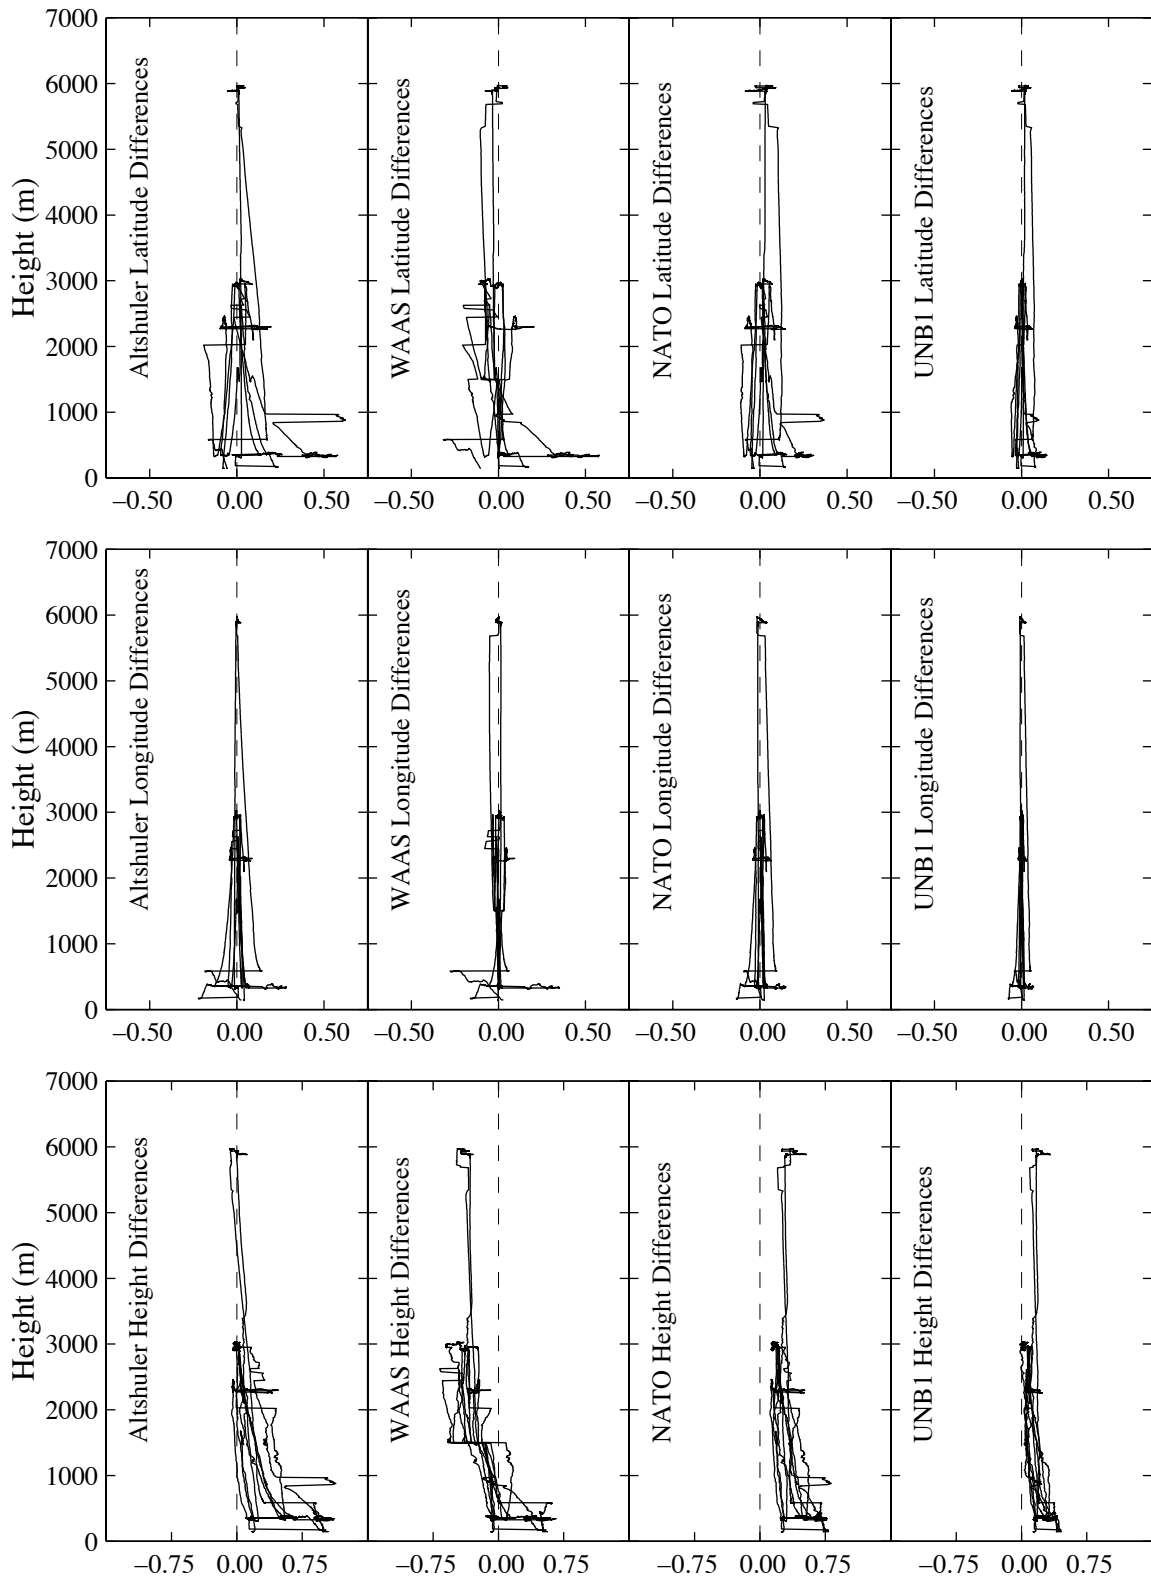 7000
6000
5000
4000
3000
2000
1000
0
Height (m)
Altshuler Latitude Differences
WAAS Latitude Differences
NATO Latitude Differences
UNB1 Latitude Differences
−0.50 0.00 0.50 −0.50 0.00 0.50 −0.50 0.00 0.50 −0.50 0.00 0.50
7000
6000
5000
4000
3000
2000
1000
0
Height (m)
Altshuler Longitude Differences
WAAS Longitude Differences
NATO Longitude Differences
UNB1 Longitude Differences
−0.50 0.00 0.50 −0.50 0.00 0.50 −0.50 0.00 0.50 −0.50 0.00 0.50
7000
6000
5000
4000
3000
2000
1000
0
Height (m)
Altshuler Height Differences
WAAS Height Differences
NATO Height Differences
UNB1 Height Differences
−0.75 0.00 0.75 −0.75 0.00 0.75 −0.75 0.00 0.75 −0.75 0.00 0.75